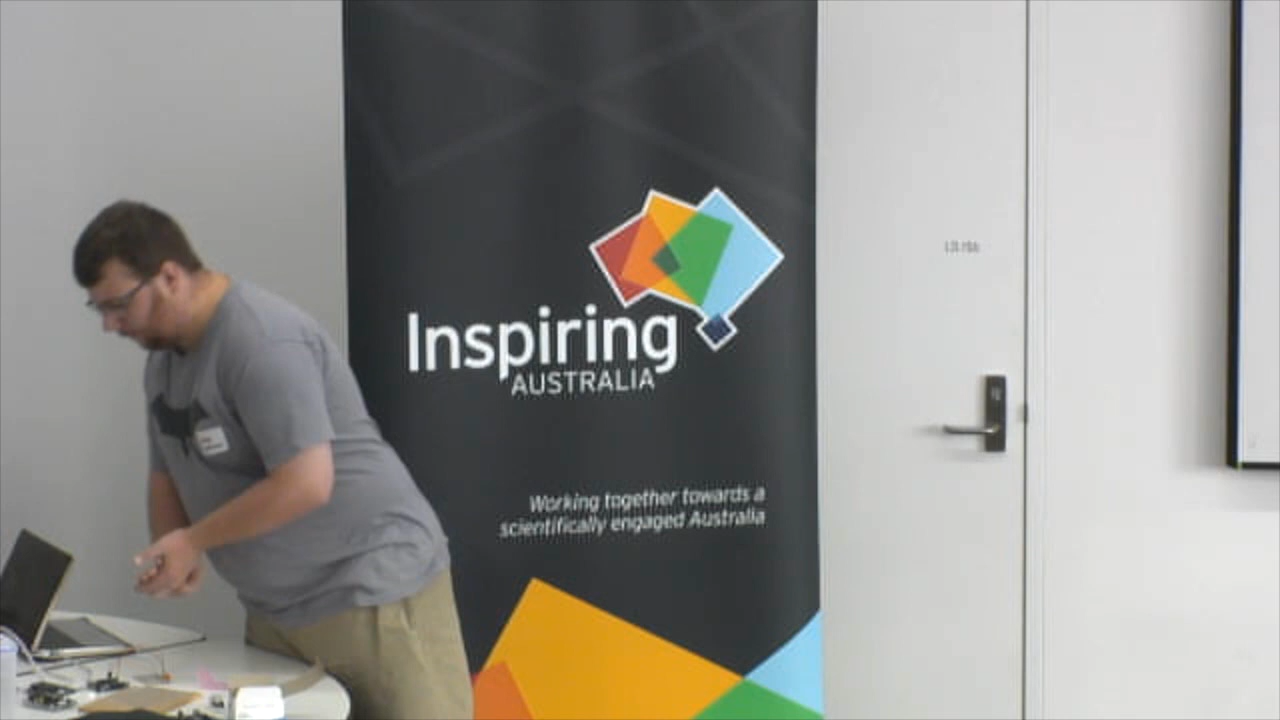 Inspiring
AUSTRALIA
Working together towards a
scientifically engaged Australia